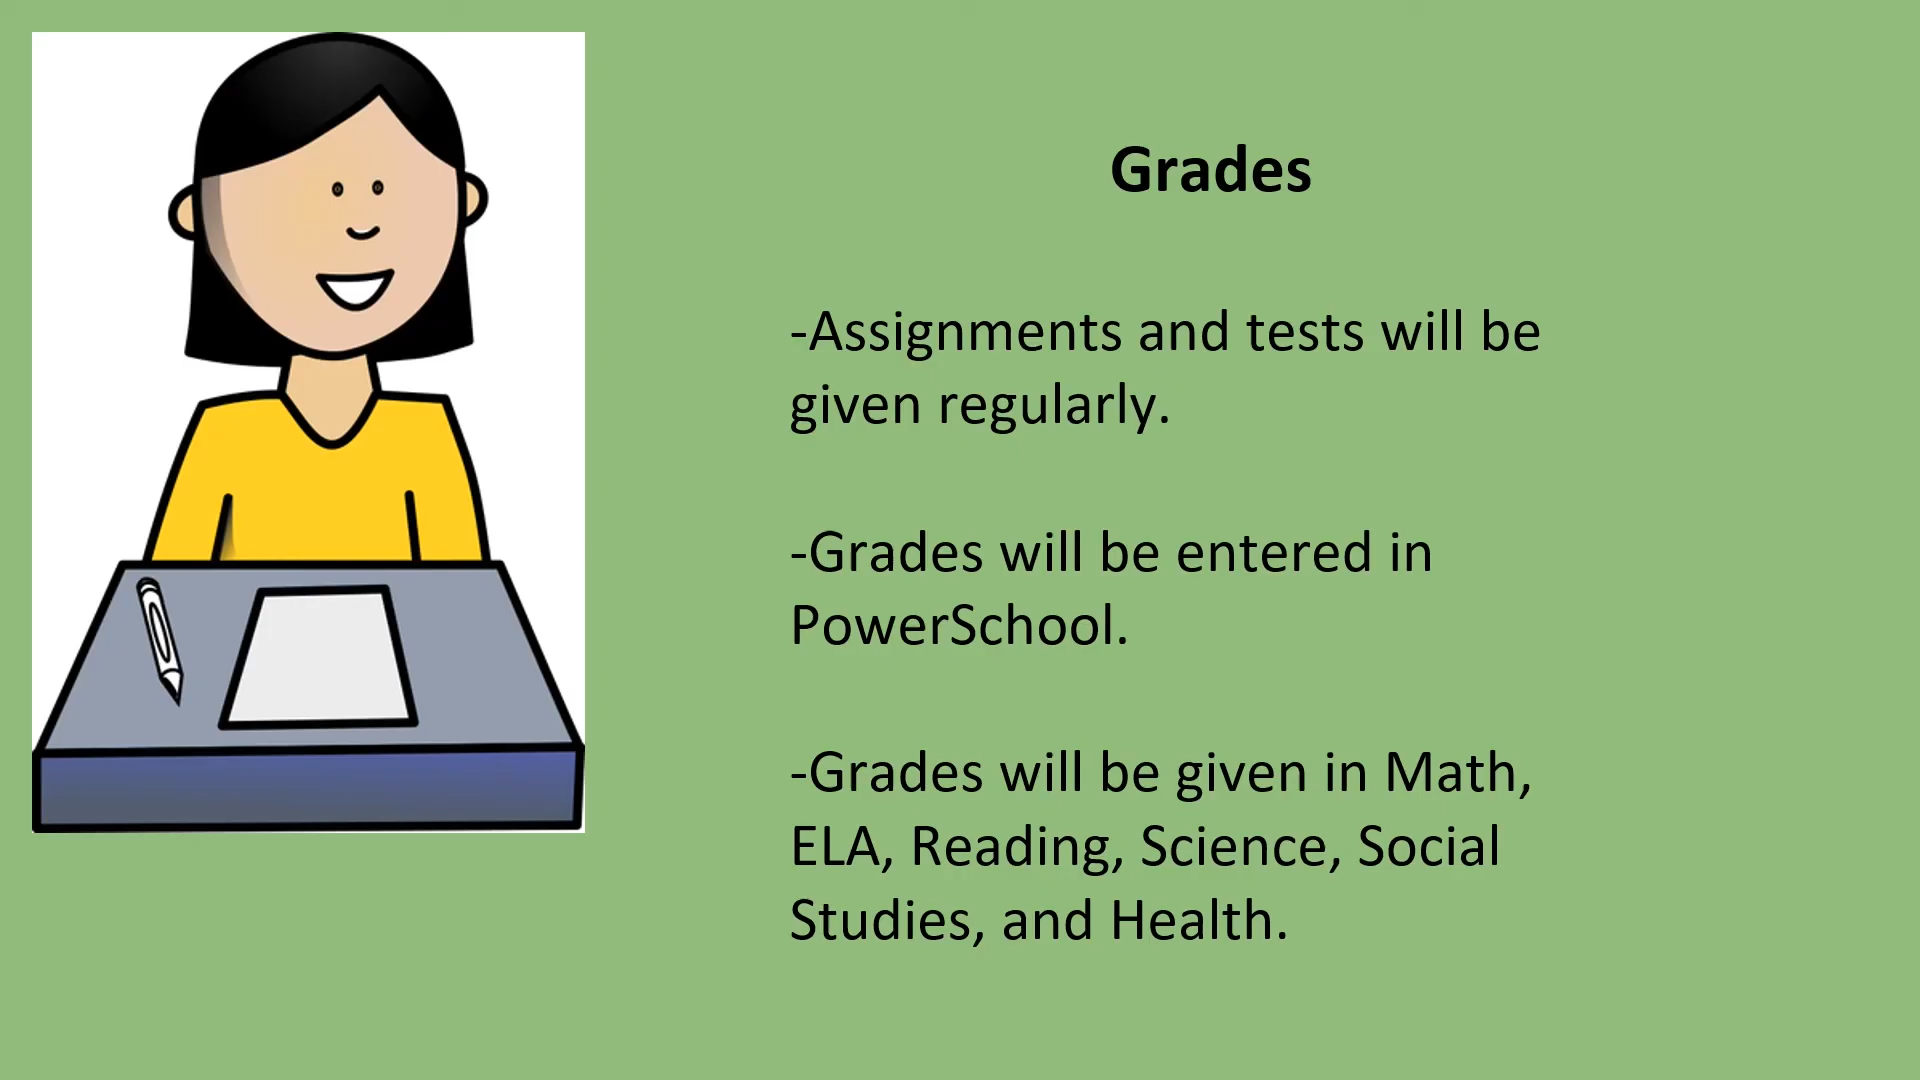 Grades
-Assignments and tests will be
given regularly.
-Grades will be entered in
PowerSchool.
-Grades will be given in Math,
ELA, Reading, Science, Social
Studies, and Health.